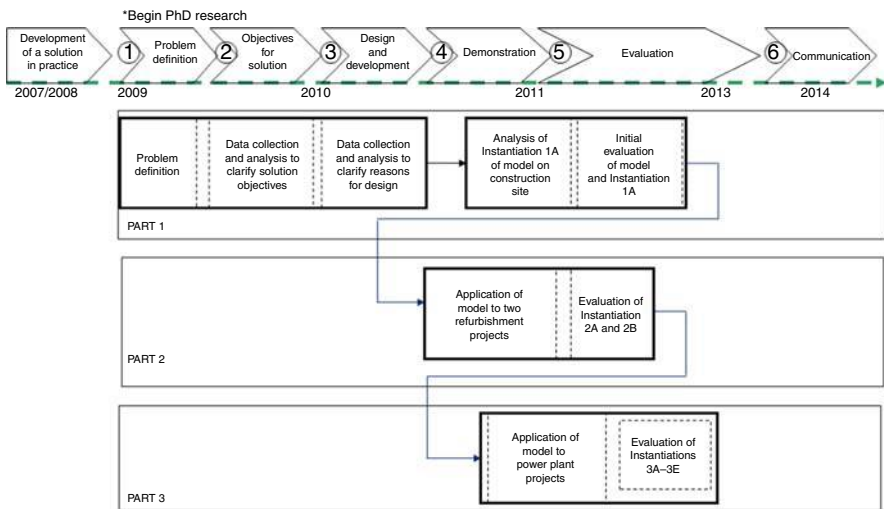 *Begin PhD research
Development
of a solution
in practice
1
Problem
definition
2
Objectives
for
solution
3
Design
and
development
4
Demonstration
5
Evaluation
6
Communication
2007/2008
2009
2010
2011
2013
2014
Problem
definition
Data collection
and analysis to
clarify solution
objectives
Data collection
and analysis to
clarify reasons
for design
Analysis of
Instantiation 1A
of model on
construction
site
Initial
evaluation
of model
and Instantiation
1A
PART 1
Application of
model to two
refurbishment
projects
Evaluation of
Instantiation
2A and 2B
PART 2
Application of
model to
power plant
projects
Evaluation of
Instantiations
3A–3E
PART 3